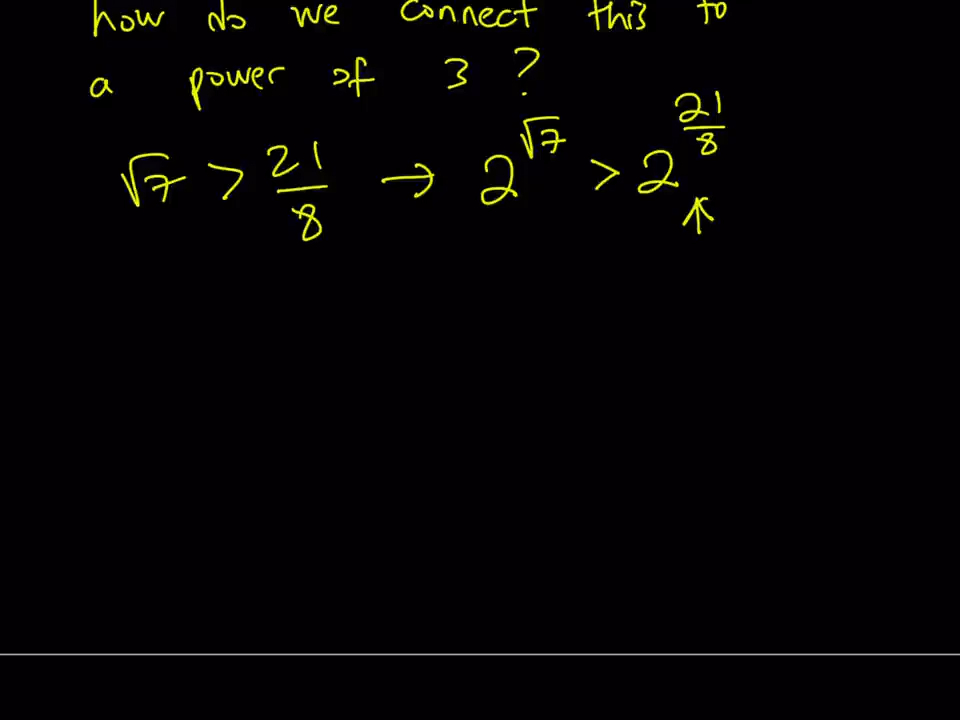 how do we connect this to
a power of 3 ?
√7 > 21/8 → 2^√7 > 2^21/8
↑